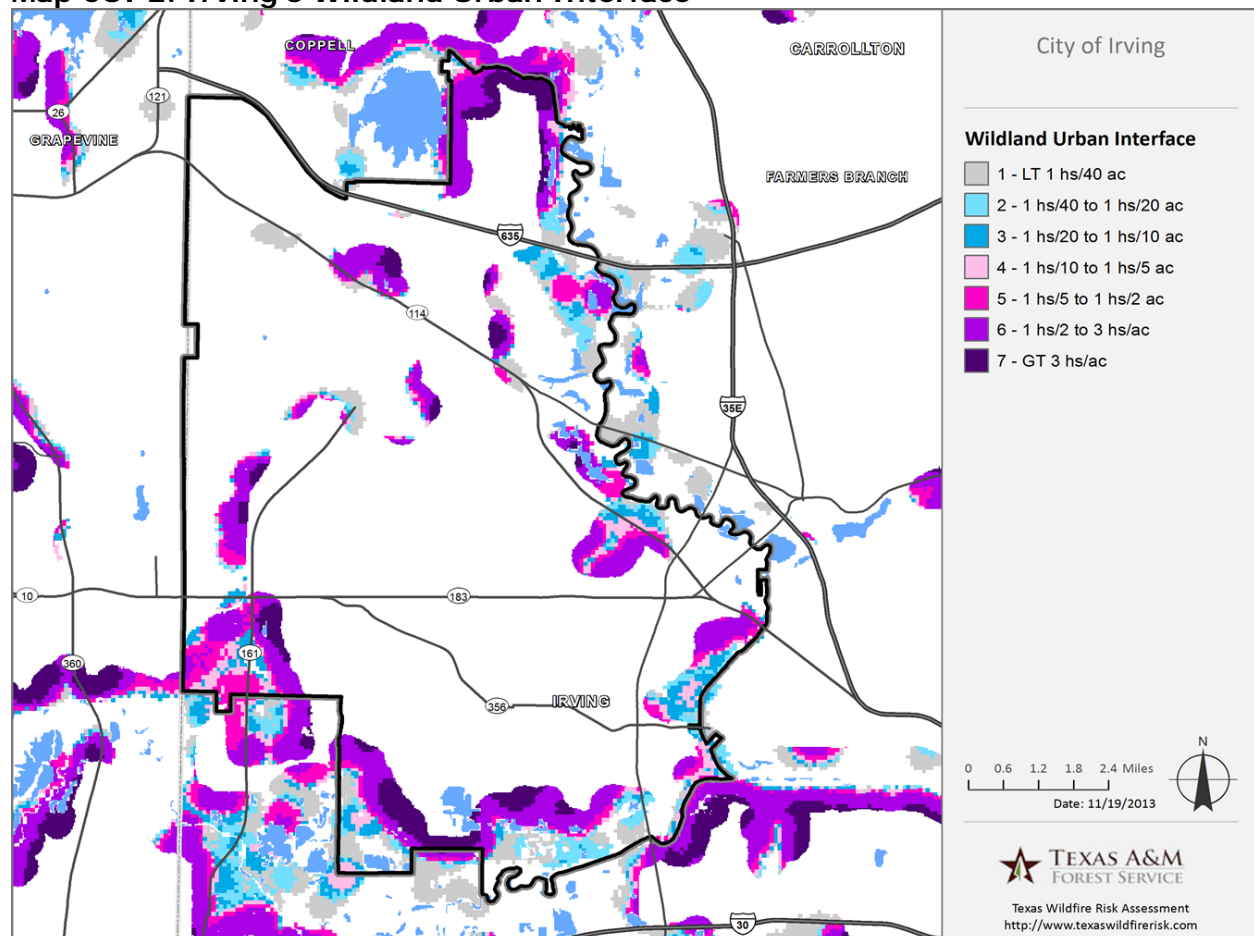 City of Irving
Wildland Urban Interface
1 - LT 1 hs/40 ac
2 - 1 hs/40 to 1 hs/20 ac
3 - 1 hs/20 to 1 hs/10 ac
4 - 1 hs/10 to 1 hs/5 ac
5 - 1 hs/5 to 1 hs/2 ac
6 - 1 hs/2 to 3 hs/ac
7 - GT 3 hs/ac
COPPELL
CARROLLTON
121
26
GRAPEVINE
FARMERS BRANCH
635
114
35E
10
183
161
360
356
IRVING
30
N
0 0.6 1.2 1.8 2.4 Miles
Date: 11/19/2013
TEXAS A&M
FOREST SERVICE
Texas Wildfire Risk Assessment
http://www.texaswildfirerisk.com